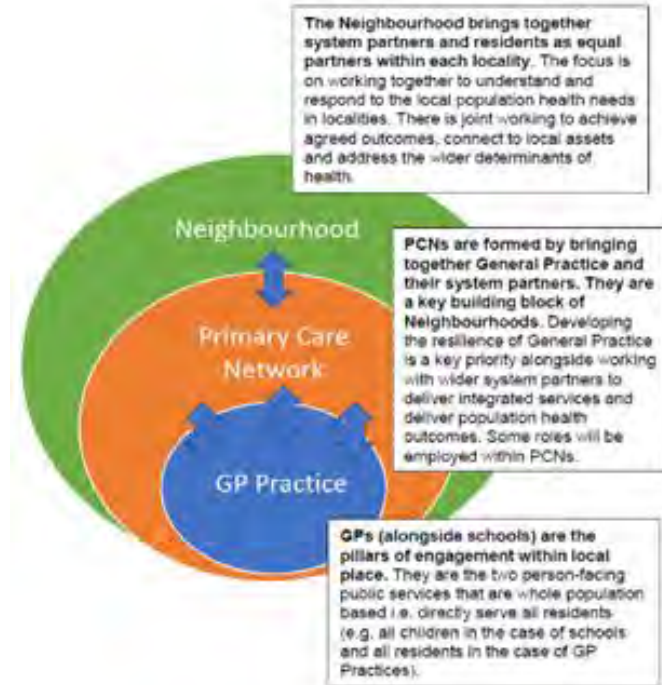 The Neighbourhood brings together
system partners and residents as equal
partners within each locality. The focus is
on working together to understand and
respond to the local population health needs
in localities. There is joint working to achieve
agreed outcomes, connect to local assets
and address the wider determinants of
health.
Neighbourhood
PCNs are formed by bringing
together General Practice and
their system partners. They are
a key building block of
Neighbourhoods. Developing
the resilience of General Practice
is a key priority alongside working
with wider system partners to
deliver integrated services and
deliver population health
outcomes. Some roles will be
employed within PCNs.
Primary Care
Network
GP Practice
GPs (alongside schools) are the
pillars of engagement within local
place. They are the two person-facing
public services that are whole population
based i.e. directly serve all residents
(e.g. all children in the case of schools
and all residents in the case of GP
Practices).